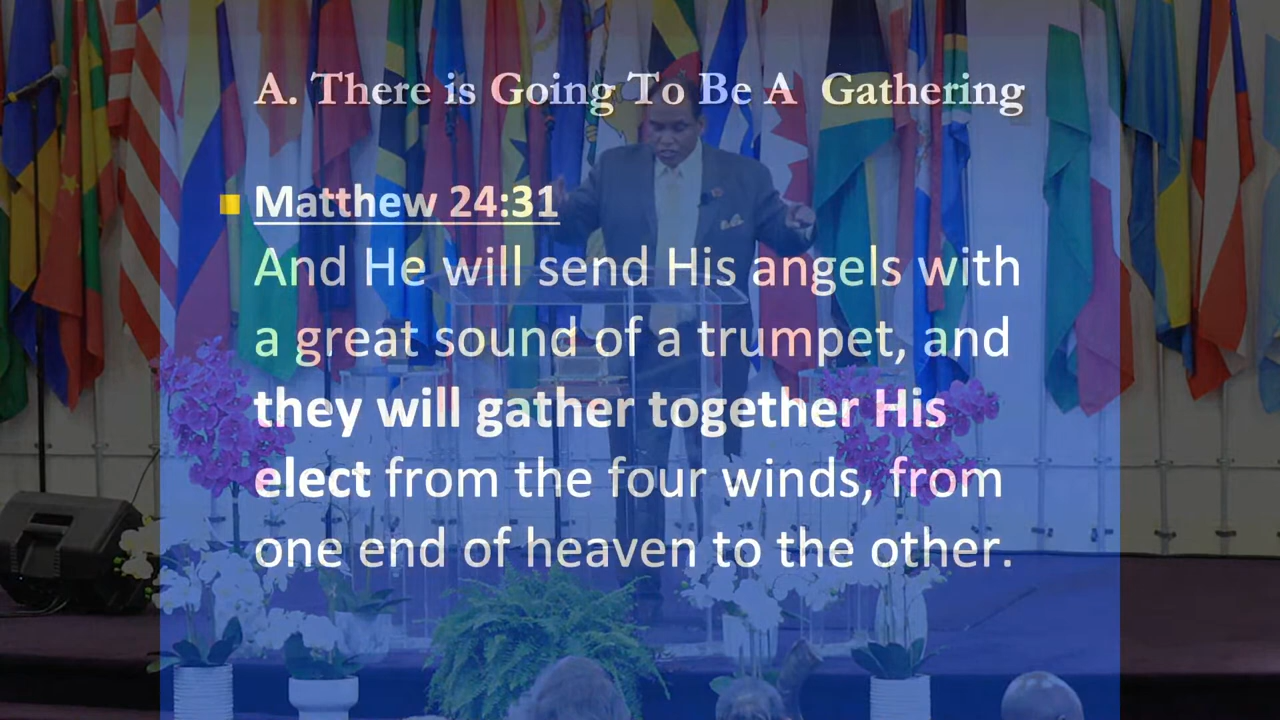 A. There is Going To Be A Gathering
Matthew 24:31
And He will send His angels with
a great sound of a trumpet, and
they will gather together His
elect from the four winds, from
one end of heaven to the other.